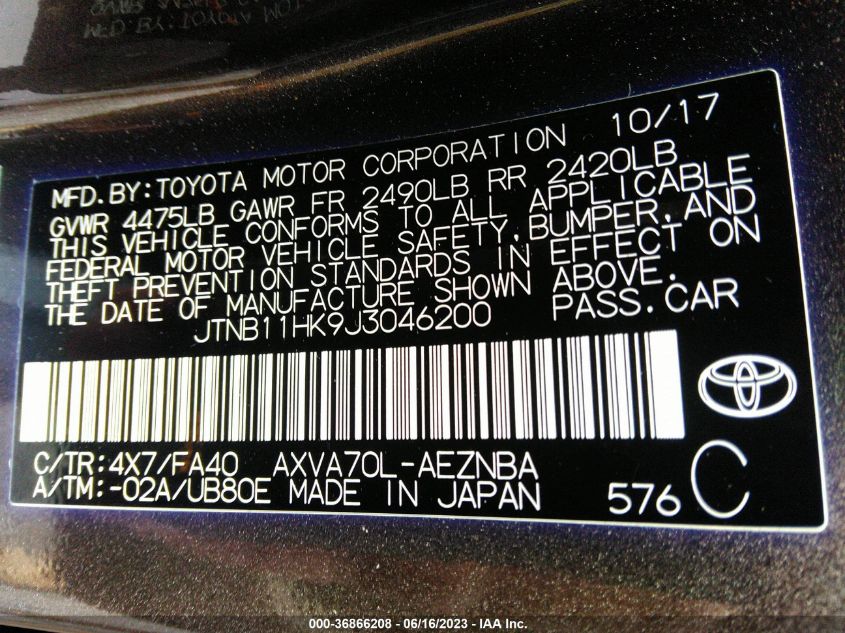 MFD.BY:TOYOTA MOTOR CORPORATION 10/17
GVWR 4475LB GAWR FR 2490LB RR 2420LB
THIS VEHICLE CONFORMS TO ALL APPLICABLE
FEDERAL MOTOR VEHICLE SAFETY,BUMPER,AND
THEFT PREVENTION STANDARDS IN EFFECT ON
THE DATE OF MANUFACTURE SHOWN ABOVE.
JTNB11HK9J3046200 PASS.CAR
C/TR:4X7/FA40 AXVA70L-AEZNBA
A/TM:-02A/UB80E MADE IN JAPAN 576 C
000-36866208 - 06/16/2023 - IAA Inc.